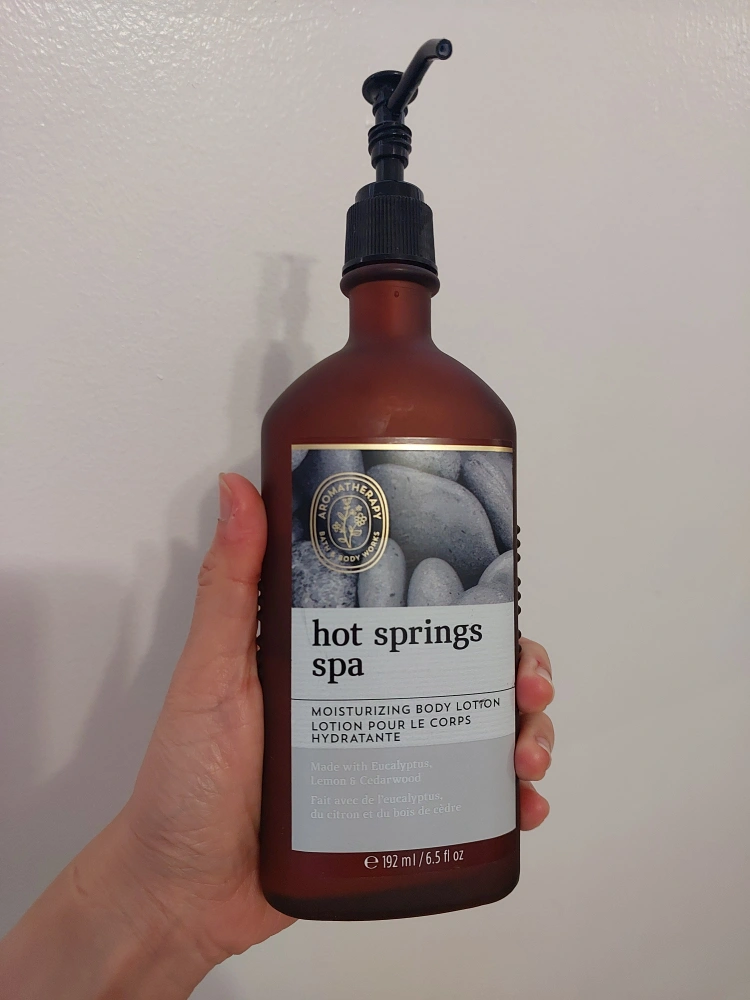 AROMATHERAPY
BATH & BODY WORKS
hot springs
spa
MOISTURIZING BODY LOTION
LOTION POUR LE CORPS
HYDRATANTE
Made with Eucalyptus,
Lemon & Cedarwood
Fait avec de l'eucalyptus,
du citron et du bois de cèdre
℮ 192 ml / 6.5 fl oz